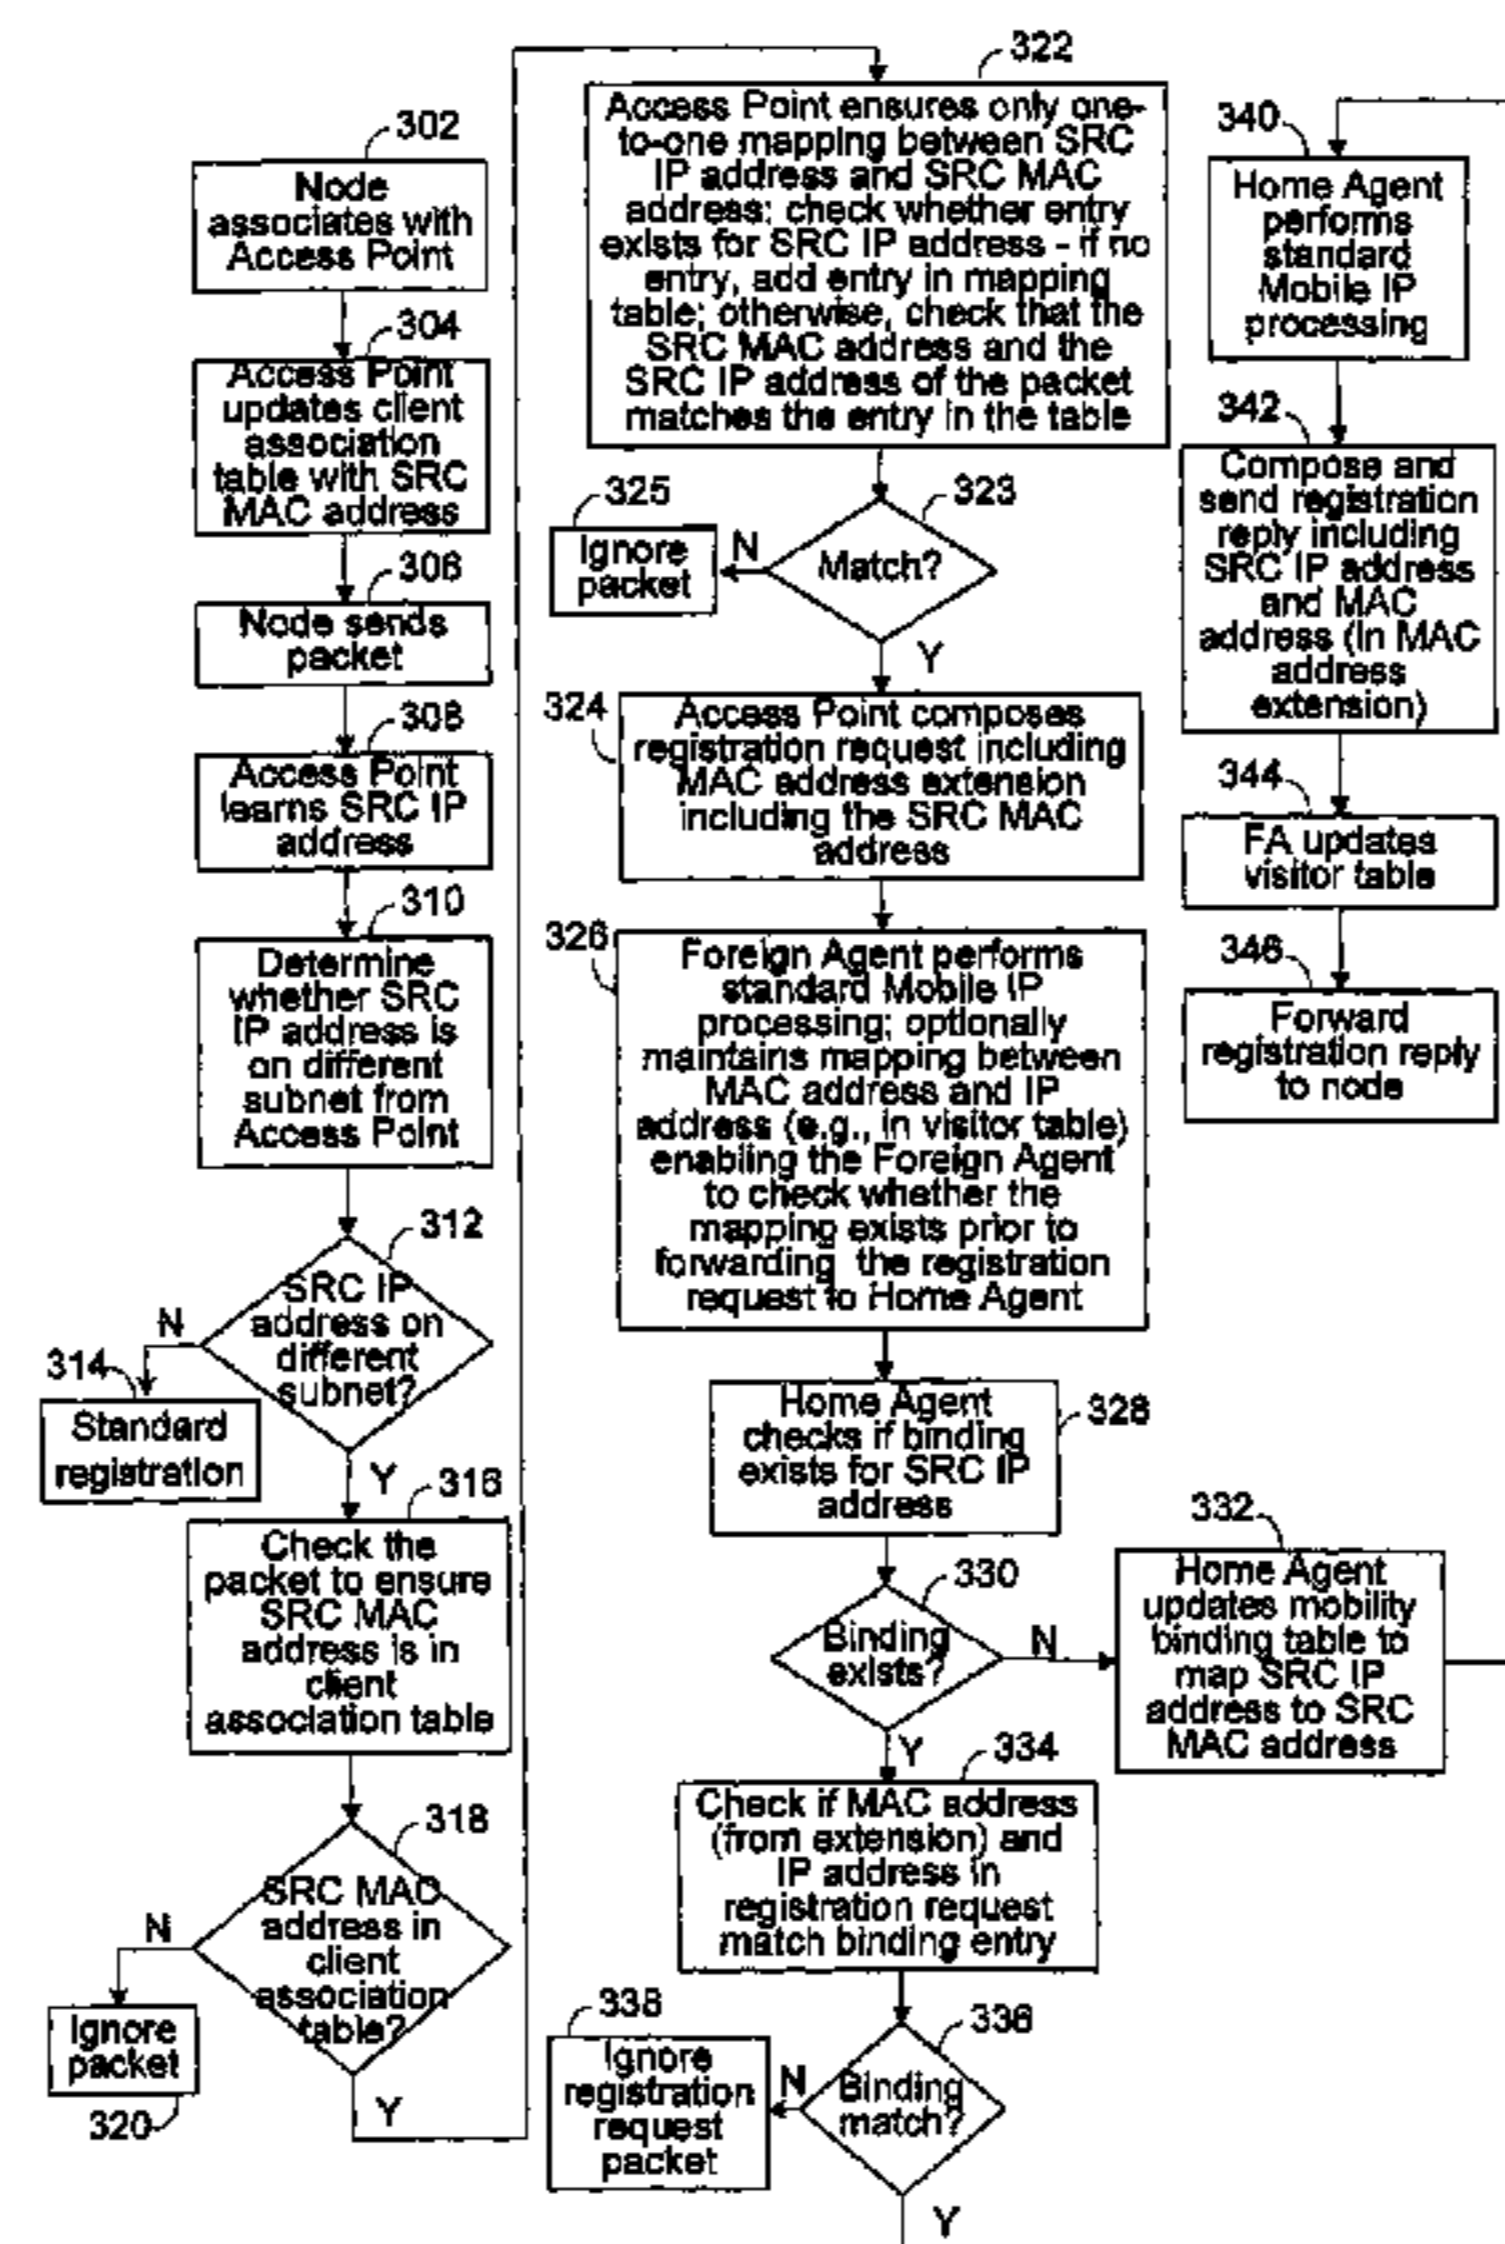 302
Node
associates with
Access Point
304
Access Point
updates client
association
table with SRC
MAC address
306
Node sends
packet
308
Access Point
learns SRC IP
address
310
Determine
whether SRC
IP address is
on different
subnet from
Access Point
312
SRC IP
address on
different
subnet?
N
314
Standard
registration
Y
316
Check the
packet to ensure
SRC MAC
address is in
client
association table
318
SRC MAC
address in
client
association
table?
N
Ignore
packet
320
Y
322
Access Point ensures only one-
to-one mapping between SRC
IP address and SRC MAC
address: check whether entry
exists for SRC IP address - if no
entry, add entry in mapping
table; otherwise, check that the
SRC MAC address and the
SRC IP address of the packet
matches the entry in the table
323
Match?
N
325
Ignore
packet
Y
324
Access Point composes
registration request including
MAC address extension
including the SRC MAC
address
326
Foreign Agent performs
standard Mobile IP
processing; optionally
maintains mapping between
MAC address and IP
address (e.g., in visitor table)
enabling the Foreign Agent
to check whether the
mapping exists prior to
forwarding the registration
request to Home Agent
328
Home Agent
checks if binding
exists for SRC IP
address
330
Binding
exists?
N
332
Home Agent
updates mobility
binding table to
map SRC IP
address to SRC
MAC address
Y
334
Check if MAC address
(from extension) and
IP address in
registration request
match binding entry
336
Binding
match?
N
338
Ignore
registration
request
packet
Y
340
Home Agent
performs
standard
Mobile IP
processing
342
Compose and
send registration
reply including
SRC IP address
and MAC
address (in MAC
address
extension)
344
FA updates
visitor table
346
Forward
registration reply
to node